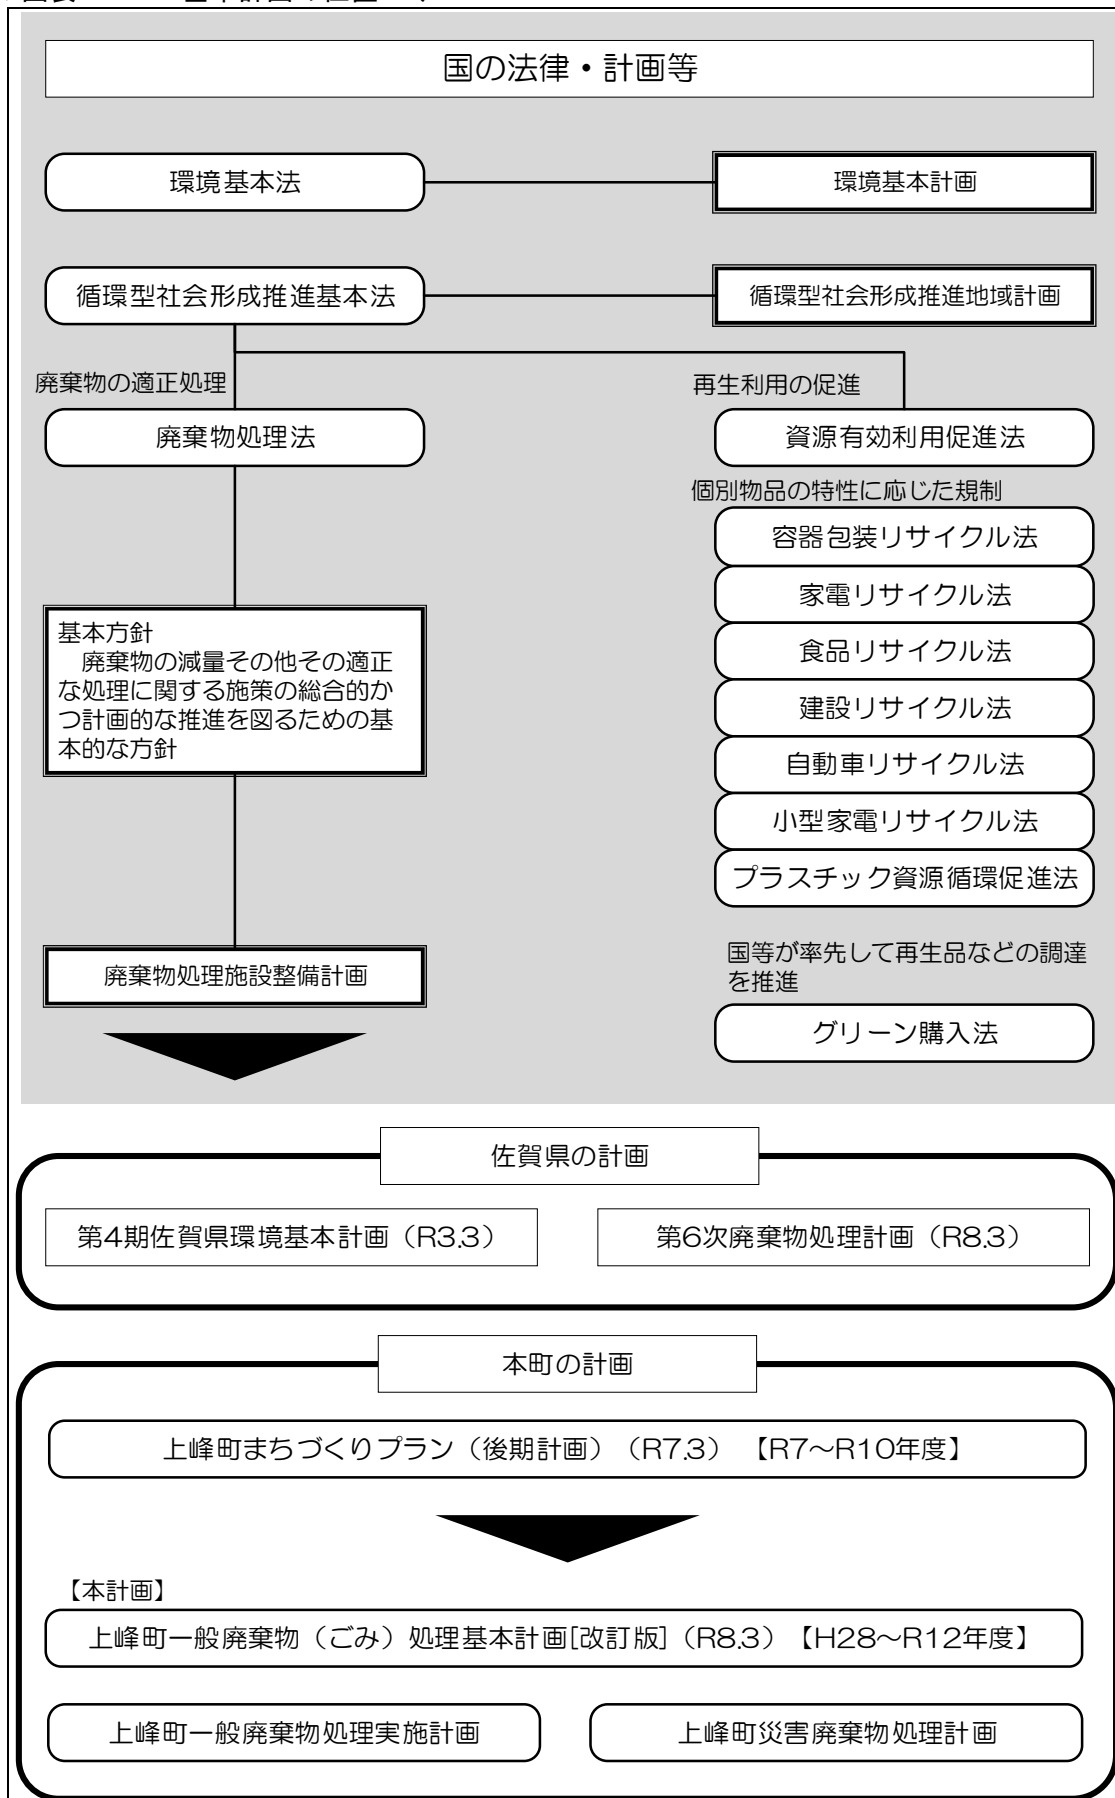 国の法律・計画等
環境基本法
環境基本計画
循環型社会形成推進基本法
循環型社会形成推進地域計画
廃棄物の適正処理
再生利用の促進
廃棄物処理法
資源有効利用促進法
個別物品の特性に応じた規制
容器包装リサイクル法
家電リサイクル法
食品リサイクル法
建設リサイクル法
自動車リサイクル法
小型家電リサイクル法
プラスチック資源循環促進法
基本方針
廃棄物の減量その他その適正
な処理に関する施策の総合的か
つ計画的な推進を図るための基
本的な方針
廃棄物処理施設整備計画
国等が率先して再生品などの調達
を推進
グリーン購入法
佐賀県の計画
第4期佐賀県環境基本計画（R3.3）
第6次廃棄物処理計画（R8.3）
本町の計画
上峰町まちづくりプラン（後期計画）（R7.3）【R7～R10年度】
【本計画】
上峰町一般廃棄物（ごみ）処理基本計画[改訂版]（R8.3）【H28～R12年度】
上峰町一般廃棄物処理実施計画
上峰町災害廃棄物処理計画